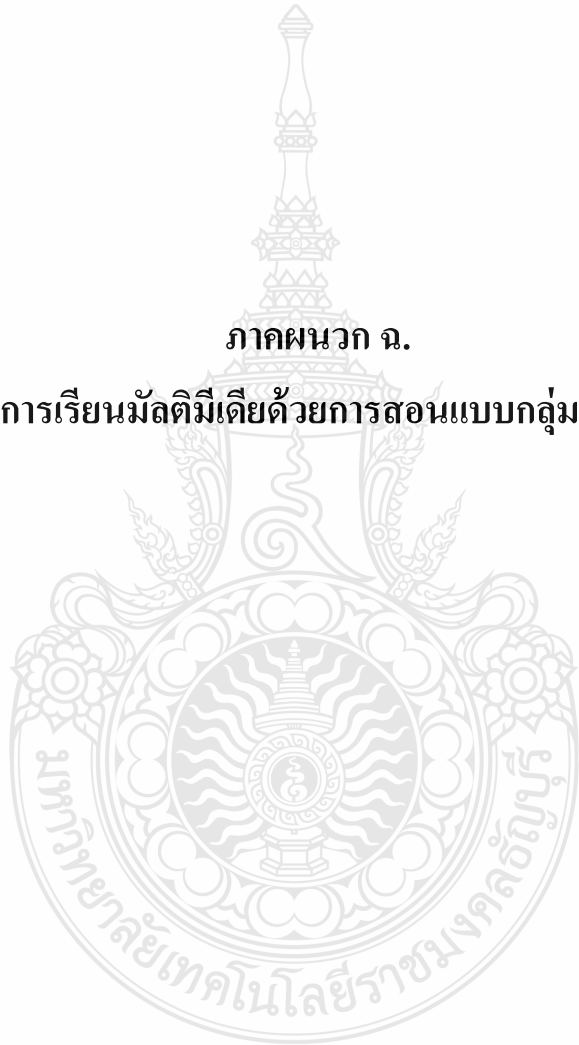 ภาคผนวก ฉ.
การเรียนมัลติมีเดียด้วยการสอนแบบกลุ่ม
มหาวิทยาลัยเทคโนโลยีราชมงคลธัญบุรี